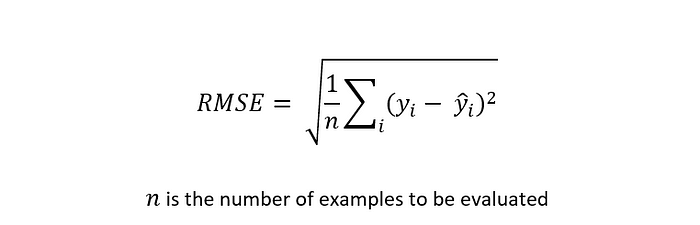 RMSE = √(1/n ∑ᵢ(yᵢ − ŷᵢ)²)
n is the number of examples to be evaluated